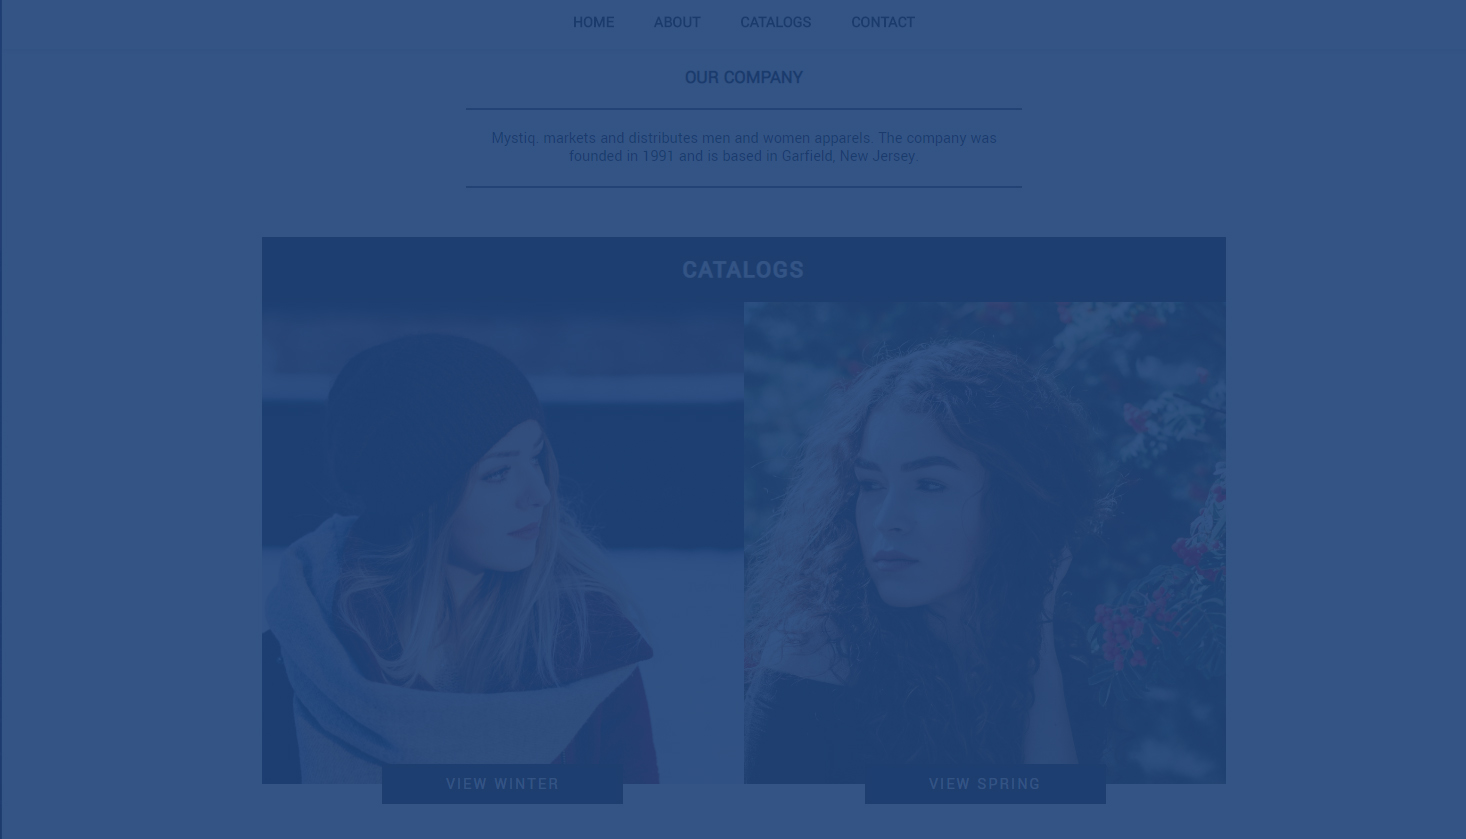 HOME ABOUT CATALOGS CONTACT
OUR COMPANY
Mystiq. markets and distributes men and women apparels. The company was
founded in 1991 and is based in Garfield, New Jersey.
CATALOGS
VIEW WINTER
VIEW SPRING